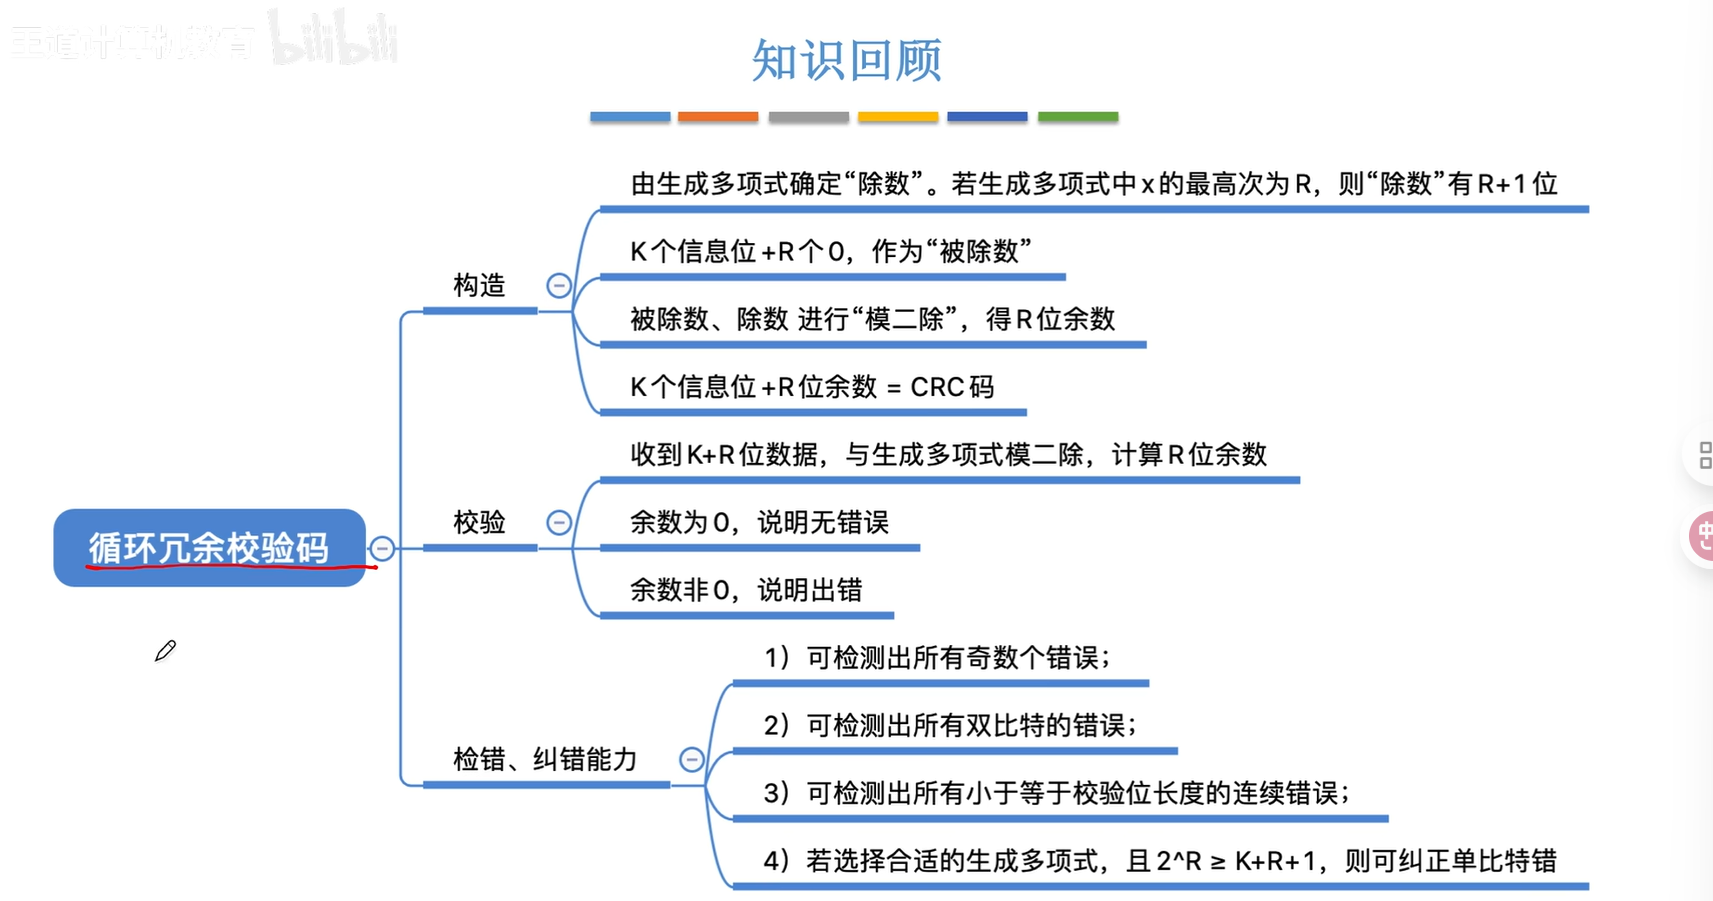 王道计算机教育 bilibili
知识回顾
由生成多项式确定“除数”。若生成多项式中x的最高次为R，则“除数”有R+1位
K个信息位+R个0，作为“被除数”
构造
被除数、除数 进行“模二除”，得R位余数
K个信息位+R位余数 = CRC码
收到K+R位数据，与生成多项式模二除，计算R位余数
校验
余数为0，说明无错误
循环冗余校验码
余数非0，说明出错
1）可检测出所有奇数个错误；
2）可检测出所有双比特的错误；
检错、纠错能力
3）可检测出所有小于等于校验位长度的连续错误；
4）若选择合适的生成多项式，且2^R ≥ K+R+1，则可纠正单比特错